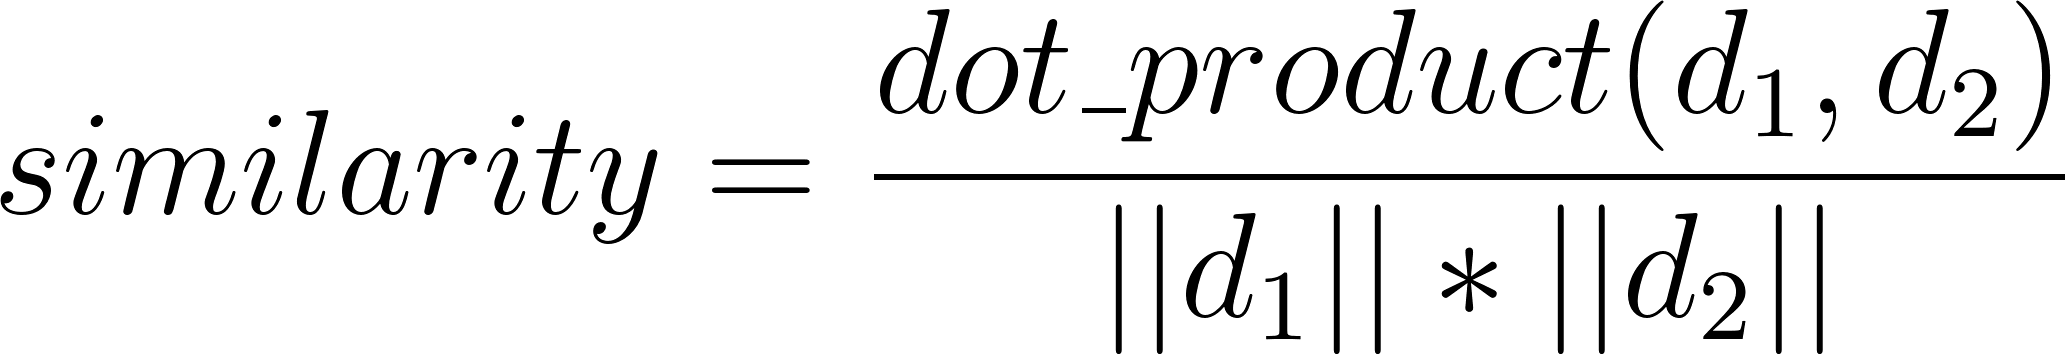 similarity = dot_product(d₁, d₂)
||d₁|| * ||d₂||